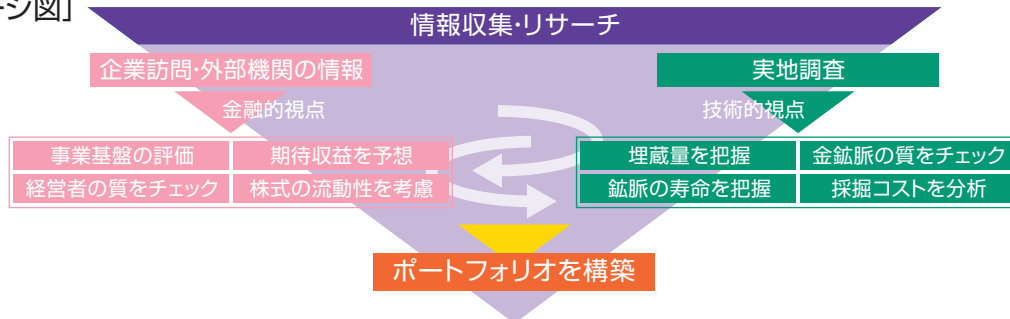 ージ図」
情報収集・リサーチ
企業訪問・外部機関の情報
実地調査
金融的視点
技術的視点
事業基盤の評価
期待収益を予想
経営者の質をチェック
株式の流動性を考慮
埋蔵量を把握
金鉱脈の質をチェック
鉱脈の寿命を把握
採掘コストを分析
ポートフォリオを構築